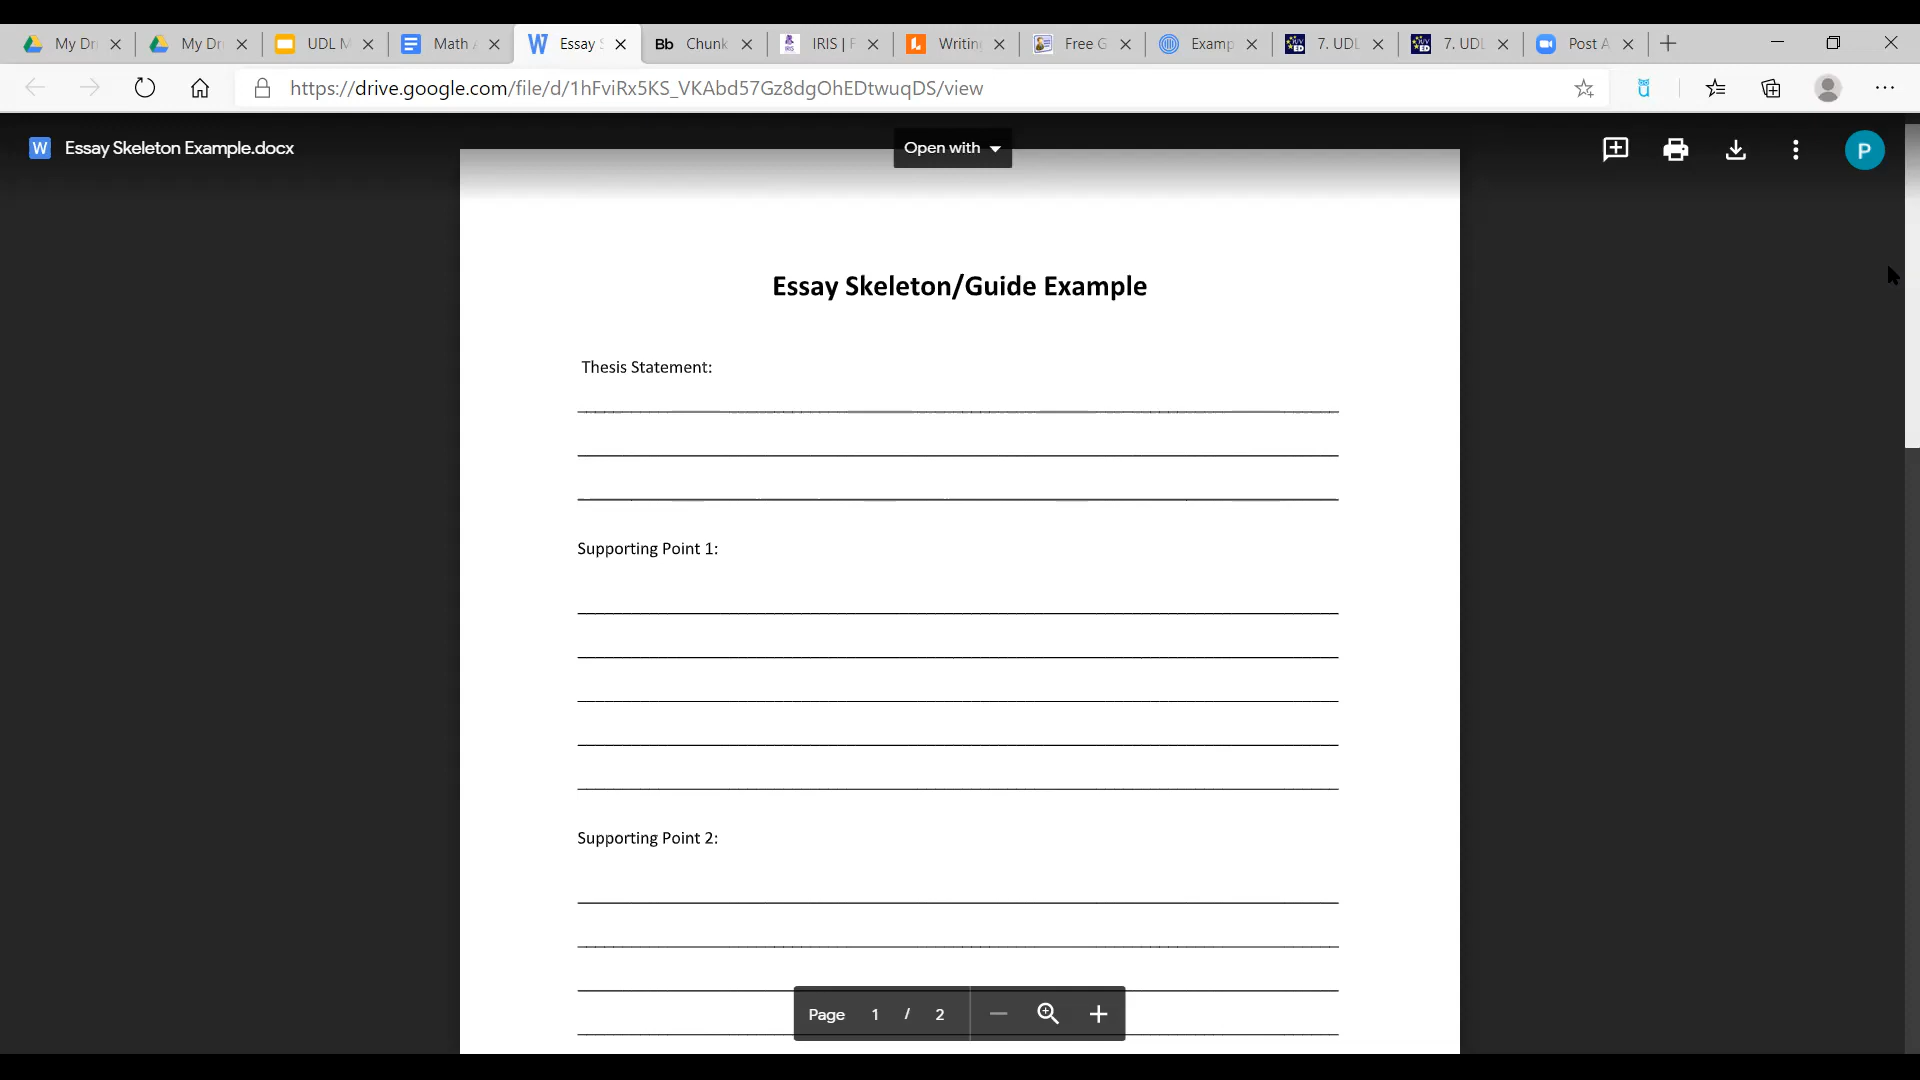 My Dr
My Dr
UDL M
Math
Essay S
Bb Chunk
IRIS | F
Writin
Free G
Examp
7. UDL
7. UDL
Post A
https://drive.google.com/file/d/1hFviRx5KS_VKAbd57Gz8dgOhEDtwuqDS/view
W Essay Skeleton Example.docx
Open with
P
Essay Skeleton/Guide Example
Thesis Statement:
Supporting Point 1:
Supporting Point 2:
Page 1 / 2